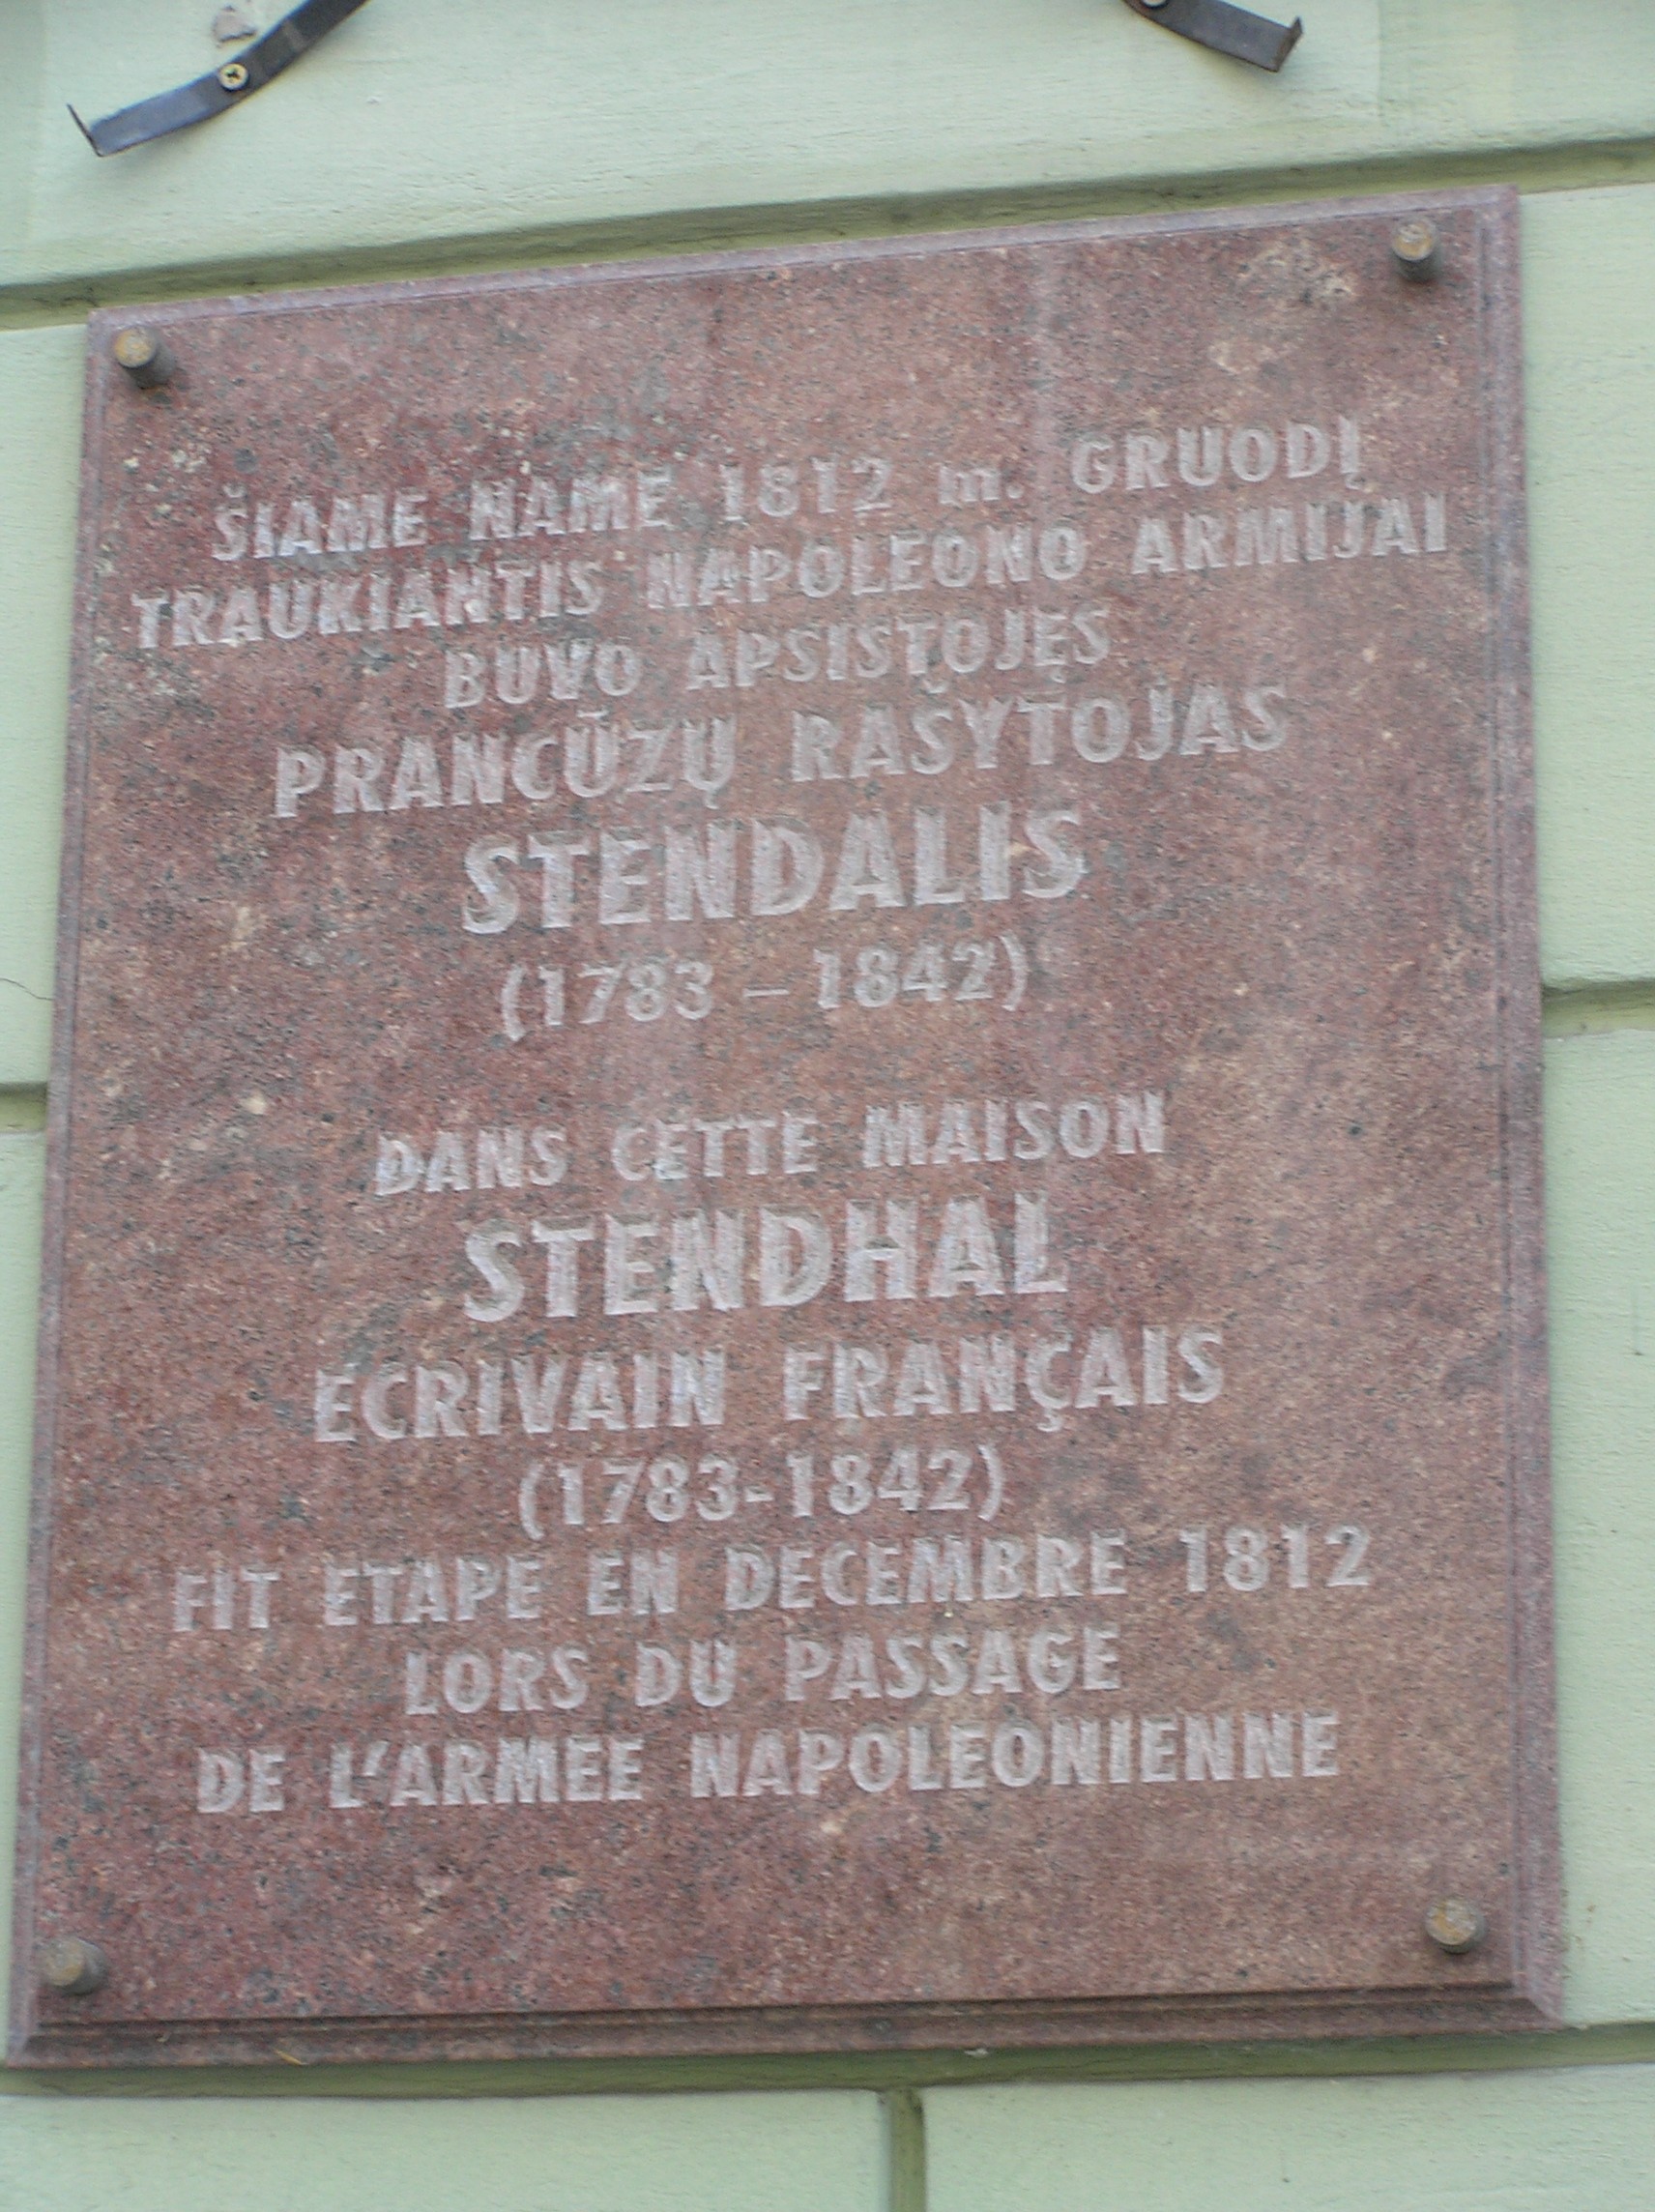 ŠIAME NAME 1812 m. GRUODĮ
TRAUKIANTIS NAPOLEONO ARMIJAI
BUVO APSISTOJĘS
PRANCŪZŲ RAŠYTOJAS
STENDALIS
(1783 – 1842)
DANS CETTE MAISON
STENDHAL
ECRIVAIN FRANÇAIS
(1783-1842)
FIT ETAPE EN DECEMBRE 1812
LORS DU PASSAGE
DE L'ARMEE NAPOLEONIENNE